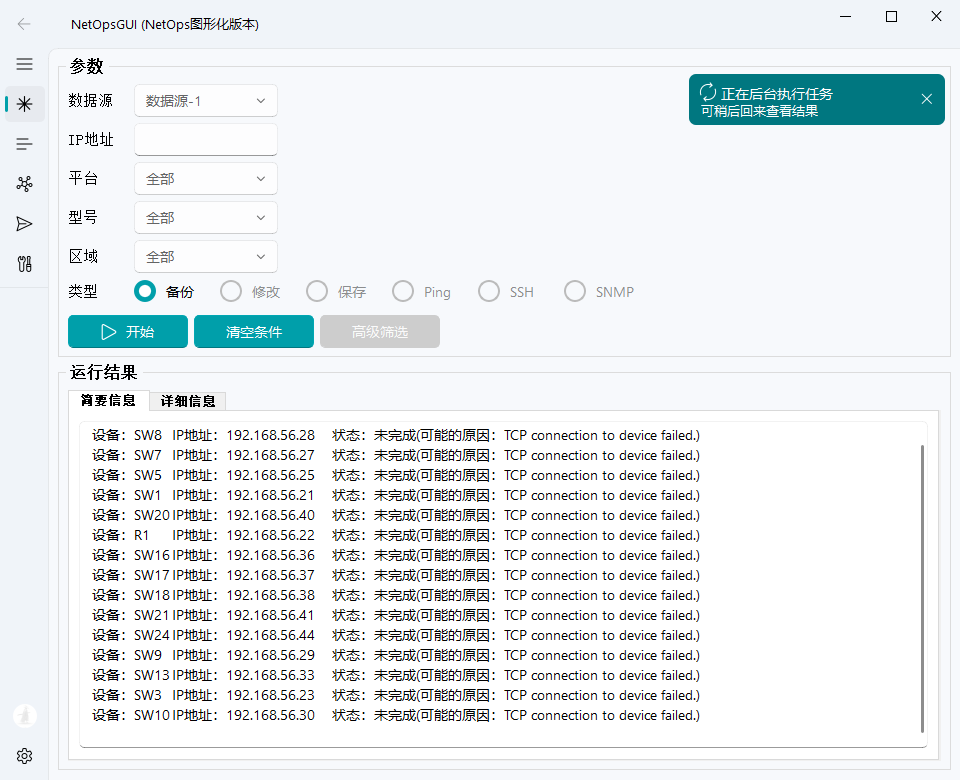 NetOpsGUI (NetOps图形化版本)
参数
数据源
数据源-1
正在后台执行任务
可稍后回来查看结果
IP地址
平台
全部
型号
全部
区域
全部
类型
备份
修改
保存
Ping
SSH
SNMP
开始
清空条件
高级筛选
运行结果
简要信息
详细信息
设备：SW8 IP地址：192.168.56.28 状态：未完成(可能的原因：TCP connection to device failed.)
设备：SW7 IP地址：192.168.56.27 状态：未完成(可能的原因：TCP connection to device failed.)
设备：SW5 IP地址：192.168.56.25 状态：未完成(可能的原因：TCP connection to device failed.)
设备：SW1 IP地址：192.168.56.21 状态：未完成(可能的原因：TCP connection to device failed.)
设备：SW20 IP地址：192.168.56.40 状态：未完成(可能的原因：TCP connection to device failed.)
设备：R1 IP地址：192.168.56.22 状态：未完成(可能的原因：TCP connection to device failed.)
设备：SW16 IP地址：192.168.56.36 状态：未完成(可能的原因：TCP connection to device failed.)
设备：SW17 IP地址：192.168.56.37 状态：未完成(可能的原因：TCP connection to device failed.)
设备：SW18 IP地址：192.168.56.38 状态：未完成(可能的原因：TCP connection to device failed.)
设备：SW21 IP地址：192.168.56.41 状态：未完成(可能的原因：TCP connection to device failed.)
设备：SW24 IP地址：192.168.56.44 状态：未完成(可能的原因：TCP connection to device failed.)
设备：SW9 IP地址：192.168.56.29 状态：未完成(可能的原因：TCP connection to device failed.)
设备：SW13 IP地址：192.168.56.33 状态：未完成(可能的原因：TCP connection to device failed.)
设备：SW3 IP地址：192.168.56.23 状态：未完成(可能的原因：TCP connection to device failed.)
设备：SW10 IP地址：192.168.56.30 状态：未完成(可能的原因：TCP connection to device failed.)